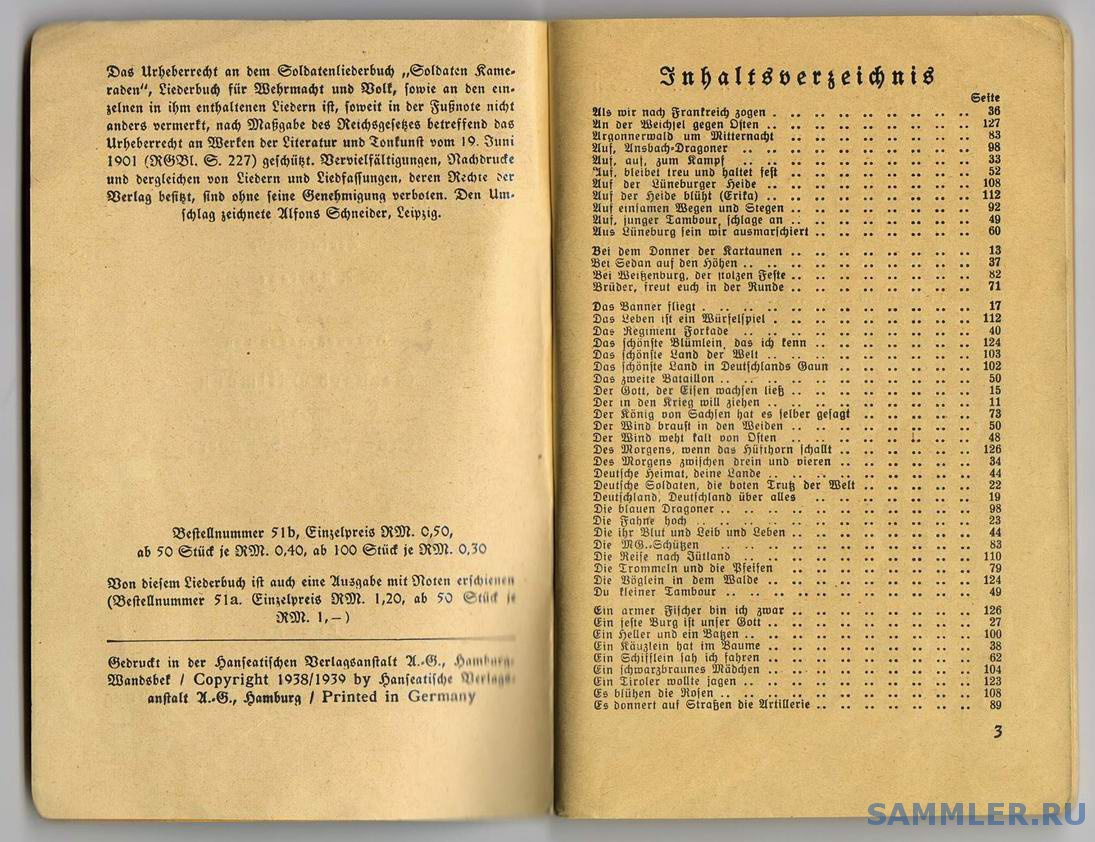 Das Urheberrecht an dem Soldatenliederbuch „Soldaten Kame-
raden“, Liederbuch für Wehrmacht und Volk, sowie an den ein-
zelnen in ihm enthaltenen Liedern ist, soweit in der Fußnote nicht
anders vermerkt, nach Maßgabe des Reichsgesetzes betreffend das
Urheberrecht an Werken der Literatur und Tonkunst vom 19. Juni
1901 (RGBl. S. 227) geschützt. Vervielfältigungen, Nachdrucke
und dergleichen von Liedern und Liedfassungen, deren Rechte der
Verlag besitzt, sind ohne seine Genehmigung verboten. Den Um-
schlag zeichnete Alfons Schneider, Leipzig.
Bestellnummer 51b, Einzelpreis RM. 0,50,
ab 50 Stück je RM. 0,40, ab 100 Stück je RM. 0,30
Von diesem Liederbuch ist auch eine Ausgabe mit Noten erschienen
(Bestellnummer 51a. Einzelpreis RM. 1,20, ab 50 Stück je
RM. 1,—)
Gedruckt in der Hanseatischen Verlagsanstalt A.-G., Hamburg-
Wandsbek / Copyright 1938/1939 by Hanseatische Verlags-
anstalt A.-G., Hamburg / Printed in Germany
Inhaltsverzeichnis
Seite
Als wir nach Frankreich zogen 36
An der Weichsel gegen Osten 127
Argonnerwald um Mitternacht 83
Auf, Ansbach-Dragoner 98
Auf, auf, zum Kampf 33
Auf, bleibet treu und haltet fest 52
Auf der Lüneburger Heide 108
Auf der Heide blüht (Erika) 112
Auf einsamen Wegen und Stegen 92
Auf, junger Tambour, schlage an 49
Aus Lüneburg sein wir ausmarschiert 60
Bei dem Donner der Kartaunen 13
Bei Sedan auf den Höhen 37
Bei Weißenburg, der stolzen Feste 82
Brüder, freut euch in der Runde 71
Das Banner fliegt 17
Das Leben ist ein Würfelspiel 112
Das Regiment Forkade 40
Das schönste Blümlein, das ich kenn 124
Das schönste Land der Welt 103
Das schönste Land in Deutschlands Gaun 102
Das zweite Bataillon 50
Der Gott, der Eisen wachsen ließ 15
Der in den Krieg will ziehen 11
Der König von Sachsen hat es selber gesagt 73
Der Wind braust in den Weiden 50
Der Wind weht kalt von Osten 48
Des Morgens, wenn das Hüfthorn schallt 126
Des Morgens zwischen drein und vieren 34
Deutsche Heimat, deine Lande 44
Deutsche Soldaten, die boten Trutz der Welt 22
Deutschland, Deutschland über alles 19
Die blauen Dragoner 98
Die Fahne hoch 23
Die ihr Blut und Leib und Leben 44
Die MG.-Schützen 83
Die Reise nach Jütland 110
Die Trommeln und die Pfeifen 79
Die Vöglein in dem Walde 124
Du kleiner Tambour 49
Ein armer Fischer bin ich zwar 126
Ein feste Burg ist unser Gott 27
Ein Heller und ein Batzen 100
Ein Käuzlein hat im Baume 38
Ein Schifflein sah ich fahren 62
Ein schwarzbraunes Mädchen 104
Ein Tiroler wollte jagen 123
Es blühen die Rosen 108
Es donnert auf Straßen die Artillerie 89
3
SAMMLER.RU